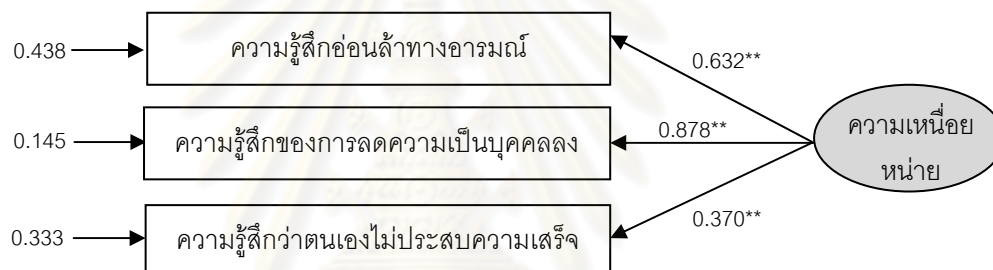 0.438
ความรู้สึกอ่อนล้าทางอารมณ์
0.632**
0.145
ความรู้สึกของการลดความเป็นบุคคลลง
0.878**
ความเหนื่อย
หน่าย
0.333
ความรู้สึกว่าตนเองไม่ประสบความเสร็จ
0.370**